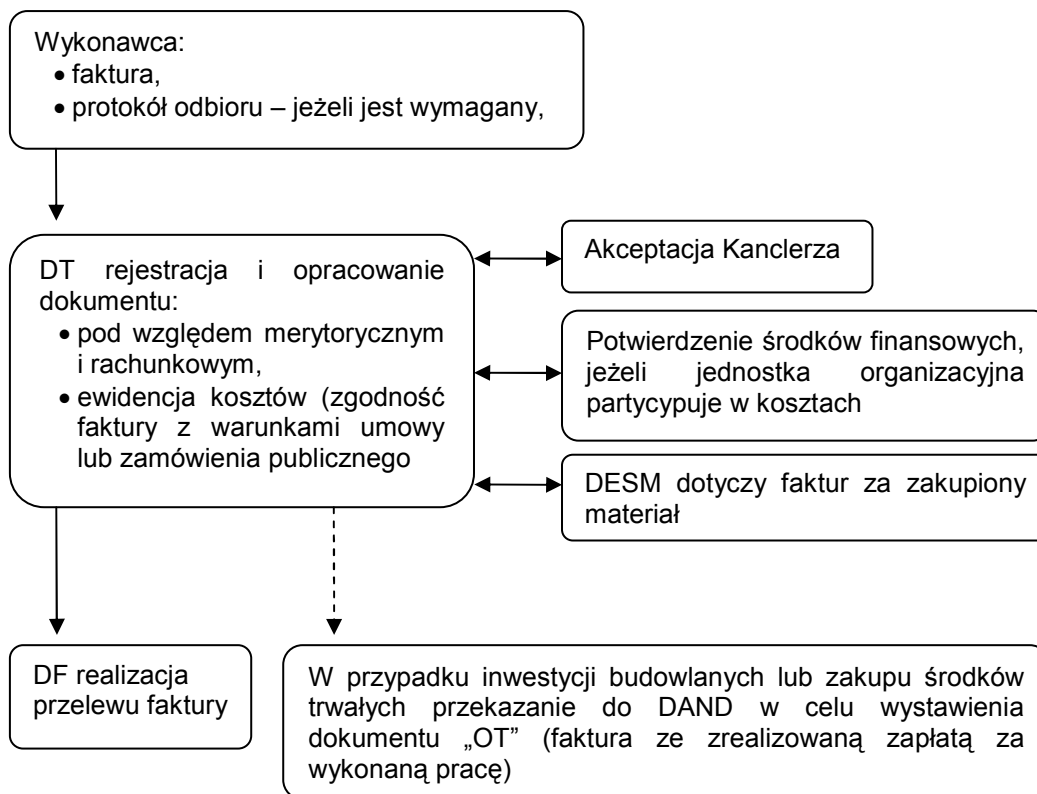 Wykonawca:
• faktura,
• protokół odbioru – jeżeli jest wymagany,
DT rejestracja i opracowanie
dokumentu:
• pod względem merytorycznym
i rachunkowym,
• ewidencja kosztów (zgodność
faktury z warunkami umowy
lub zamówienia publicznego
Akceptacja Kanclerza
Potwierdzenie środków finansowych,
jeżeli jednostka organizacyjna
partycypuje w kosztach
DESM dotyczy faktur za zakupiony
materiał
DF realizacja
przelewu faktury
W przypadku inwestycji budowlanych lub zakupu środków
trwałych przekazanie do DAND w celu wystawienia
dokumentu „OT” (faktura ze zrealizowaną zapłatą za
wykonaną pracę)